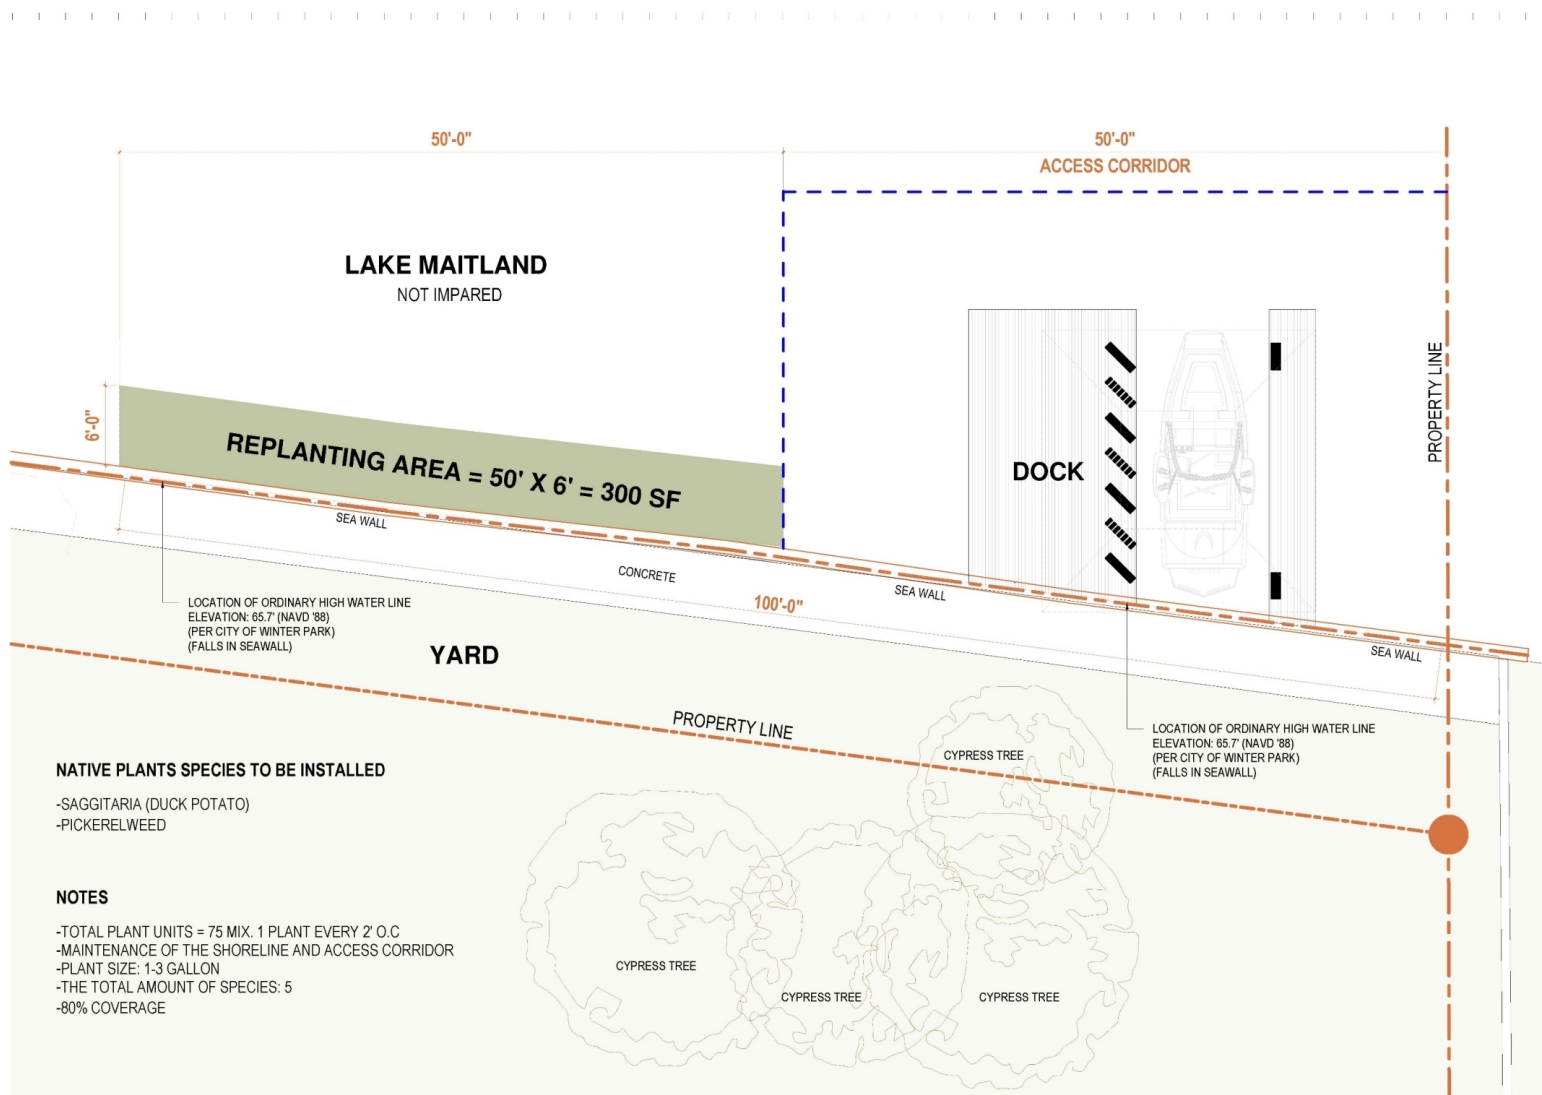 50'-0"
50'-0"
ACCESS CORRIDOR
LAKE MAITLAND
NOT IMPARED
PROPERTY LINE
6'-0"
REPLANTING AREA = 50' X 6' = 300 SF
DOCK
SEA WALL
CONCRETE
SEA WALL
100'-0"
LOCATION OF ORDINARY HIGH WATER LINE
ELEVATION: 65.7' (NAVD '88)
(PER CITY OF WINTER PARK)
(FALLS IN SEAWALL)
YARD
SEA WALL
PROPERTY LINE
LOCATION OF ORDINARY HIGH WATER LINE
ELEVATION: 65.7' (NAVD '88)
(PER CITY OF WINTER PARK)
(FALLS IN SEAWALL)
CYPRESS TREE
NATIVE PLANTS SPECIES TO BE INSTALLED
-SAGGITARIA (DUCK POTATO)
-PICKERELWEED
NOTES
-TOTAL PLANT UNITS = 75 MIX. 1 PLANT EVERY 2' O.C
-MAINTENANCE OF THE SHORELINE AND ACCESS CORRIDOR
-PLANT SIZE: 1-3 GALLON
-THE TOTAL AMOUNT OF SPECIES: 5
-80% COVERAGE
CYPRESS TREE
CYPRESS TREE
CYPRESS TREE